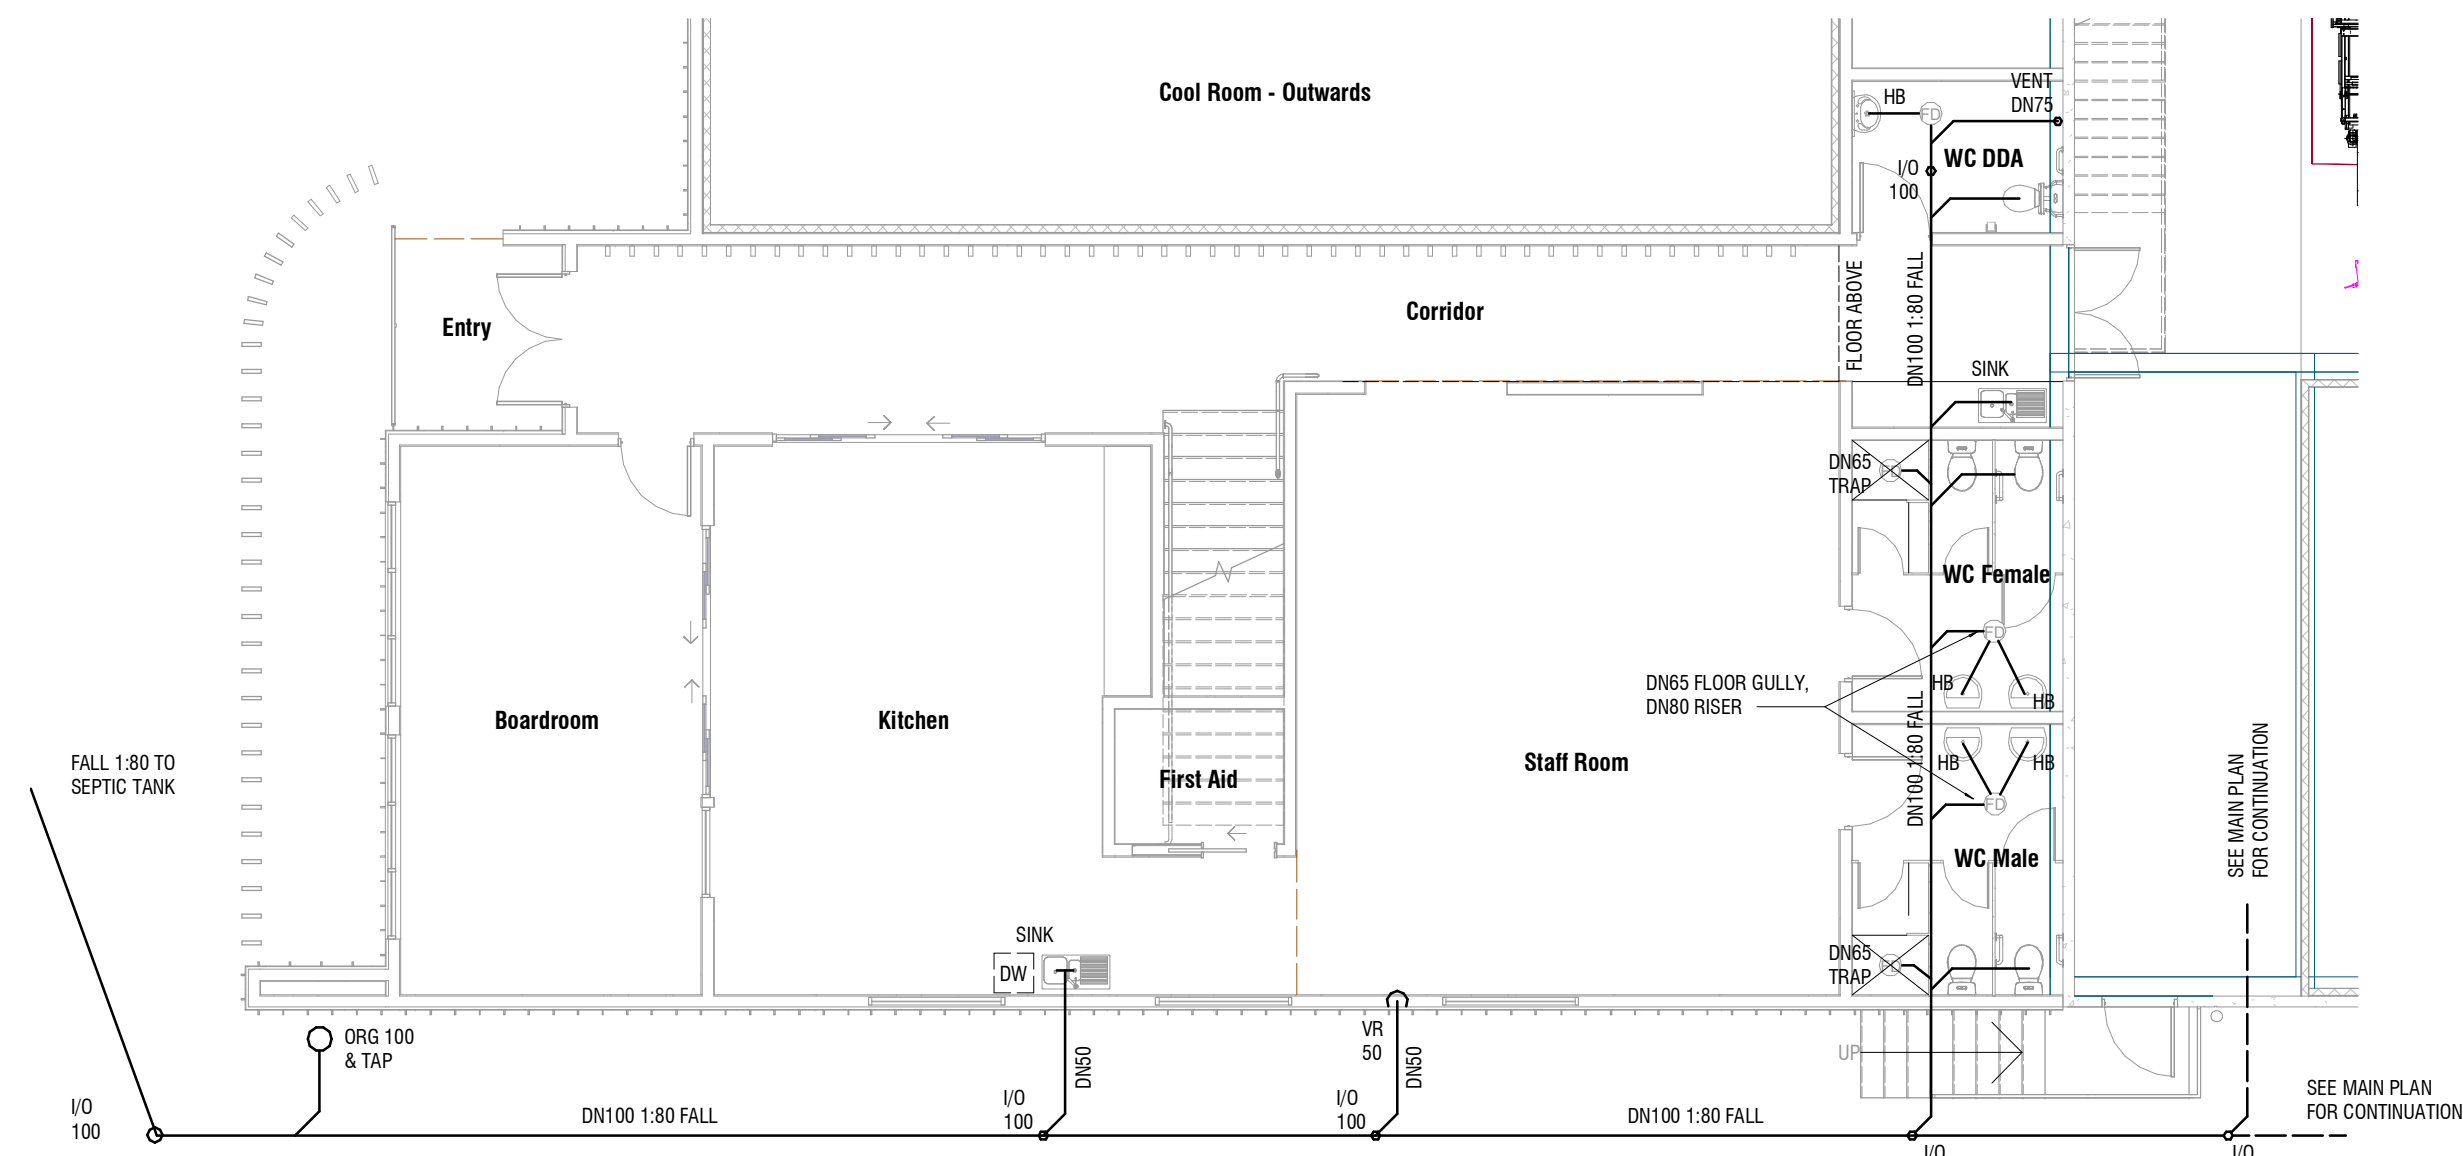 Cool Room - Outwards
HB
FD
VENT
DN75
WC DDA
I/O
100
Entry
Corridor
FLOOR ABOVE
DN100 1:80 FALL
SINK
DN65
TRAP
WC Female
FD
DN65 FLOOR GULLY,
DN80 RISER
HB
HB
DN100 1:80 FALL
HB
HB
FD
WC Male
DN65
TRAP
Boardroom
Kitchen
First Aid
Staff Room
FALL 1:80 TO
SEPTIC TANK
SEE MAIN PLAN
FOR CONTINUATION
SINK
DW
ORG 100
& TAP
VR
50
DN50
DN50
UP
I/O
100
DN100 1:80 FALL
I/O
100
I/O
100
DN100 1:80 FALL
SEE MAIN PLAN
FOR CONTINUATION
I/O
I/O